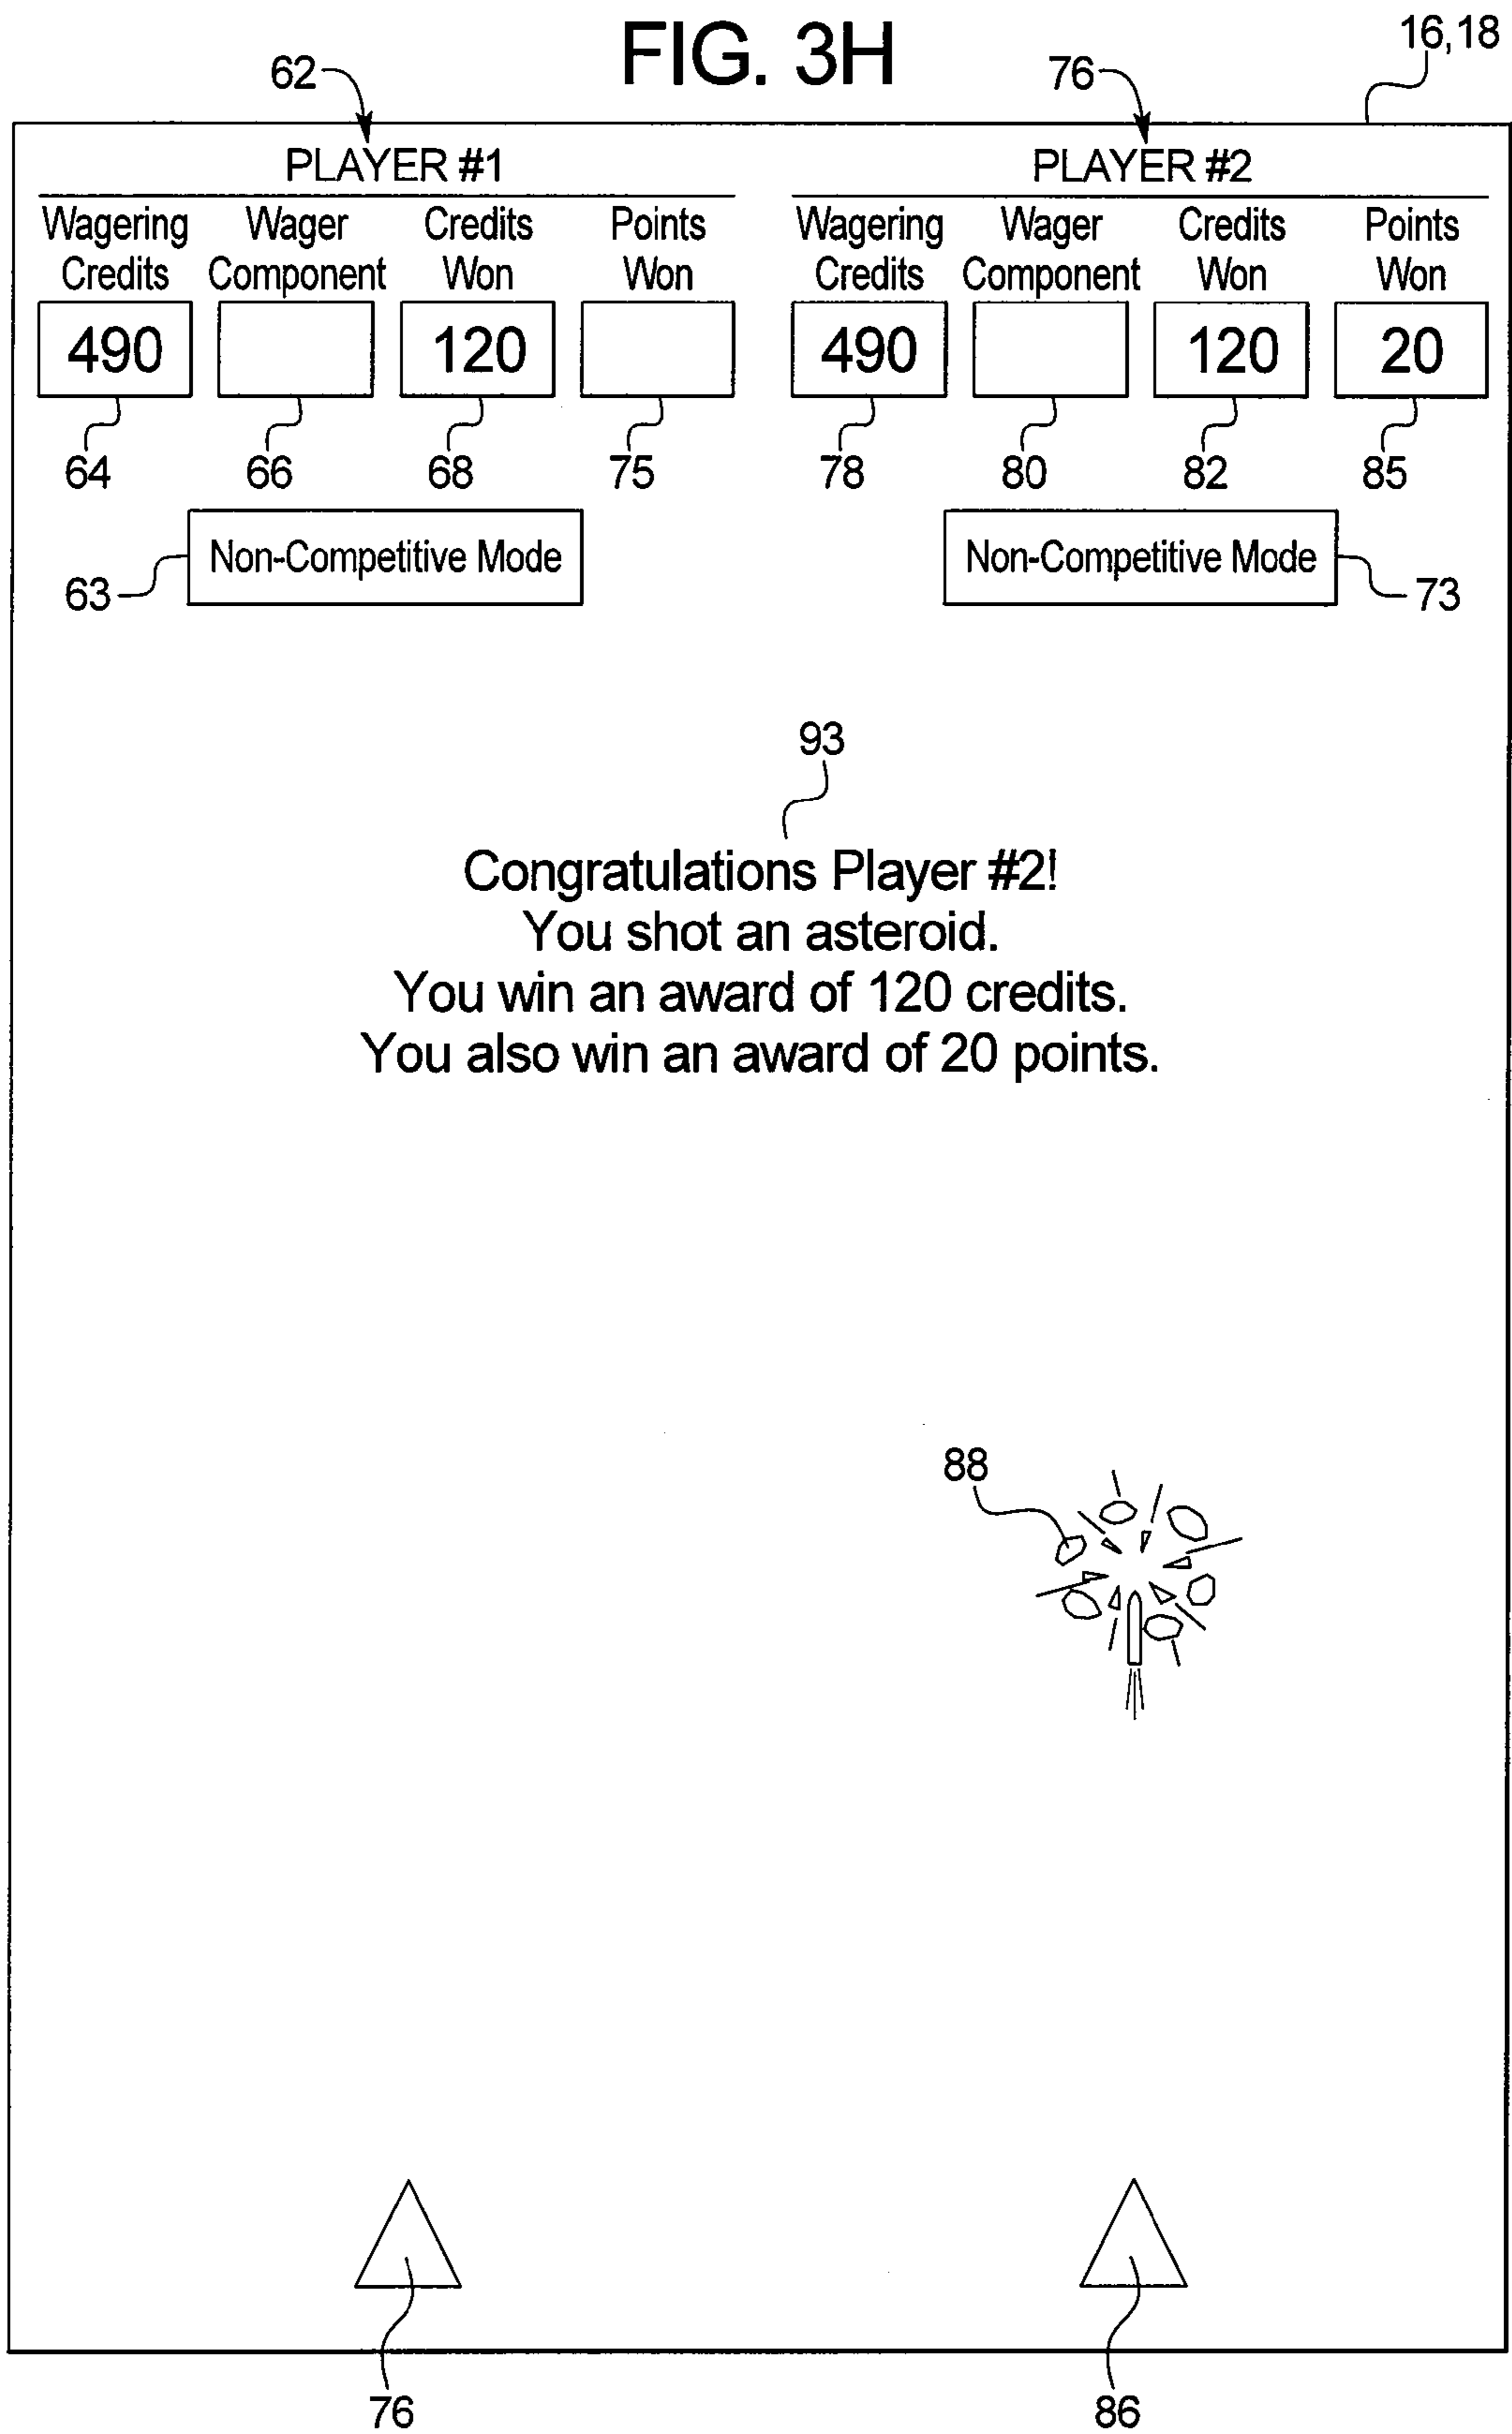 FIG. 3H
16,18
62
76
PLAYER #1
PLAYER #2
Wagering Credits
Wager Component
Credits Won
Points Won
Wagering Credits
Wager Component
Credits Won
Points Won
490
120
490
120
20
64
66
68
75
78
80
82
85
63
Non-Competitive Mode
Non-Competitive Mode
73
93
Congratulations Player #2!
You shot an asteroid.
You win an award of 120 credits.
You also win an award of 20 points.
88
76
86